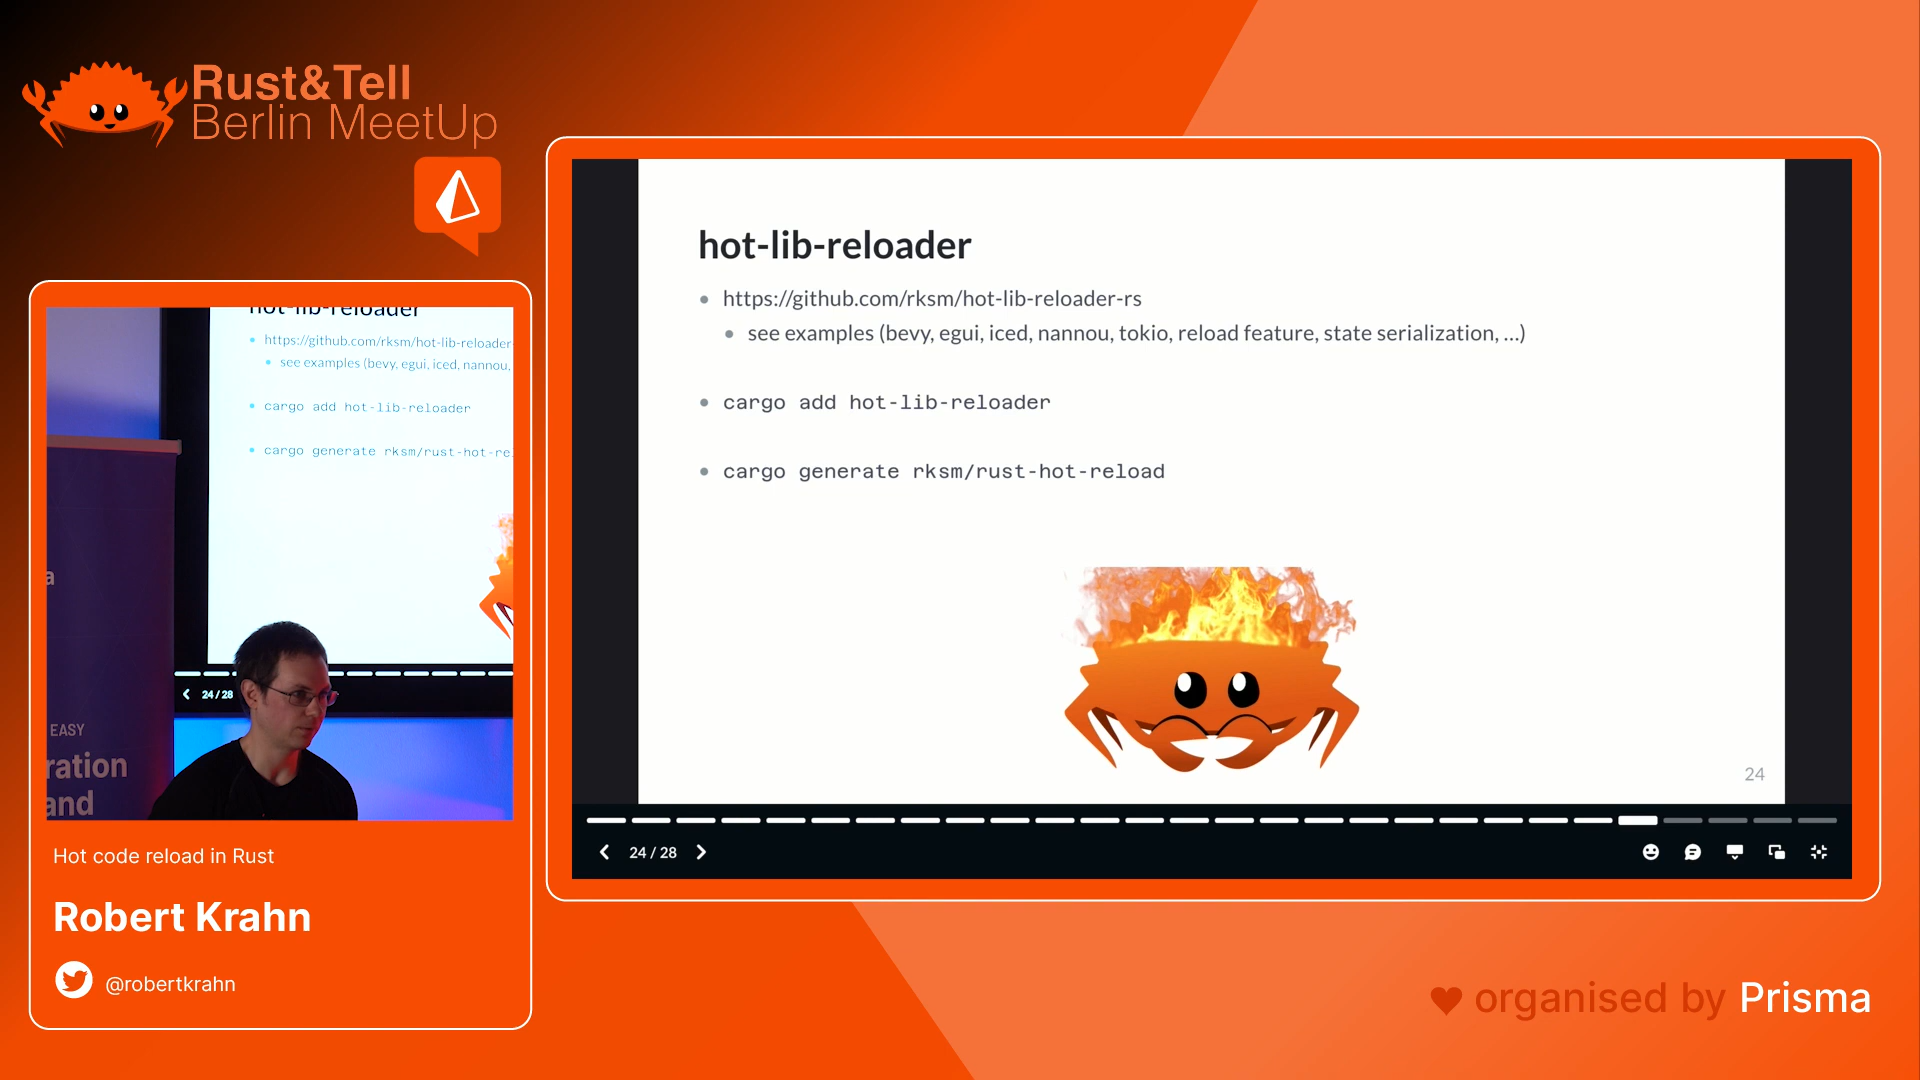 Rust&Tell
Berlin MeetUp
hot-lib-reloader
https://github.com/rksm/hot-lib-reloader-
see examples (bevy, egui, iced, nannou,
cargo add hot-lib-reloader
cargo generate rksm/rust-hot-re
24 / 28
a
EASY
ration
and
Hot code reload in Rust
Robert Krahn
@robertkrahn
hot-lib-reloader
https://github.com/rksm/hot-lib-reloader-rs
see examples (bevy, egui, iced, nannou, tokio, reload feature, state serialization, ...)
cargo add hot-lib-reloader
cargo generate rksm/rust-hot-reload
24
24 / 28
organised by Prisma